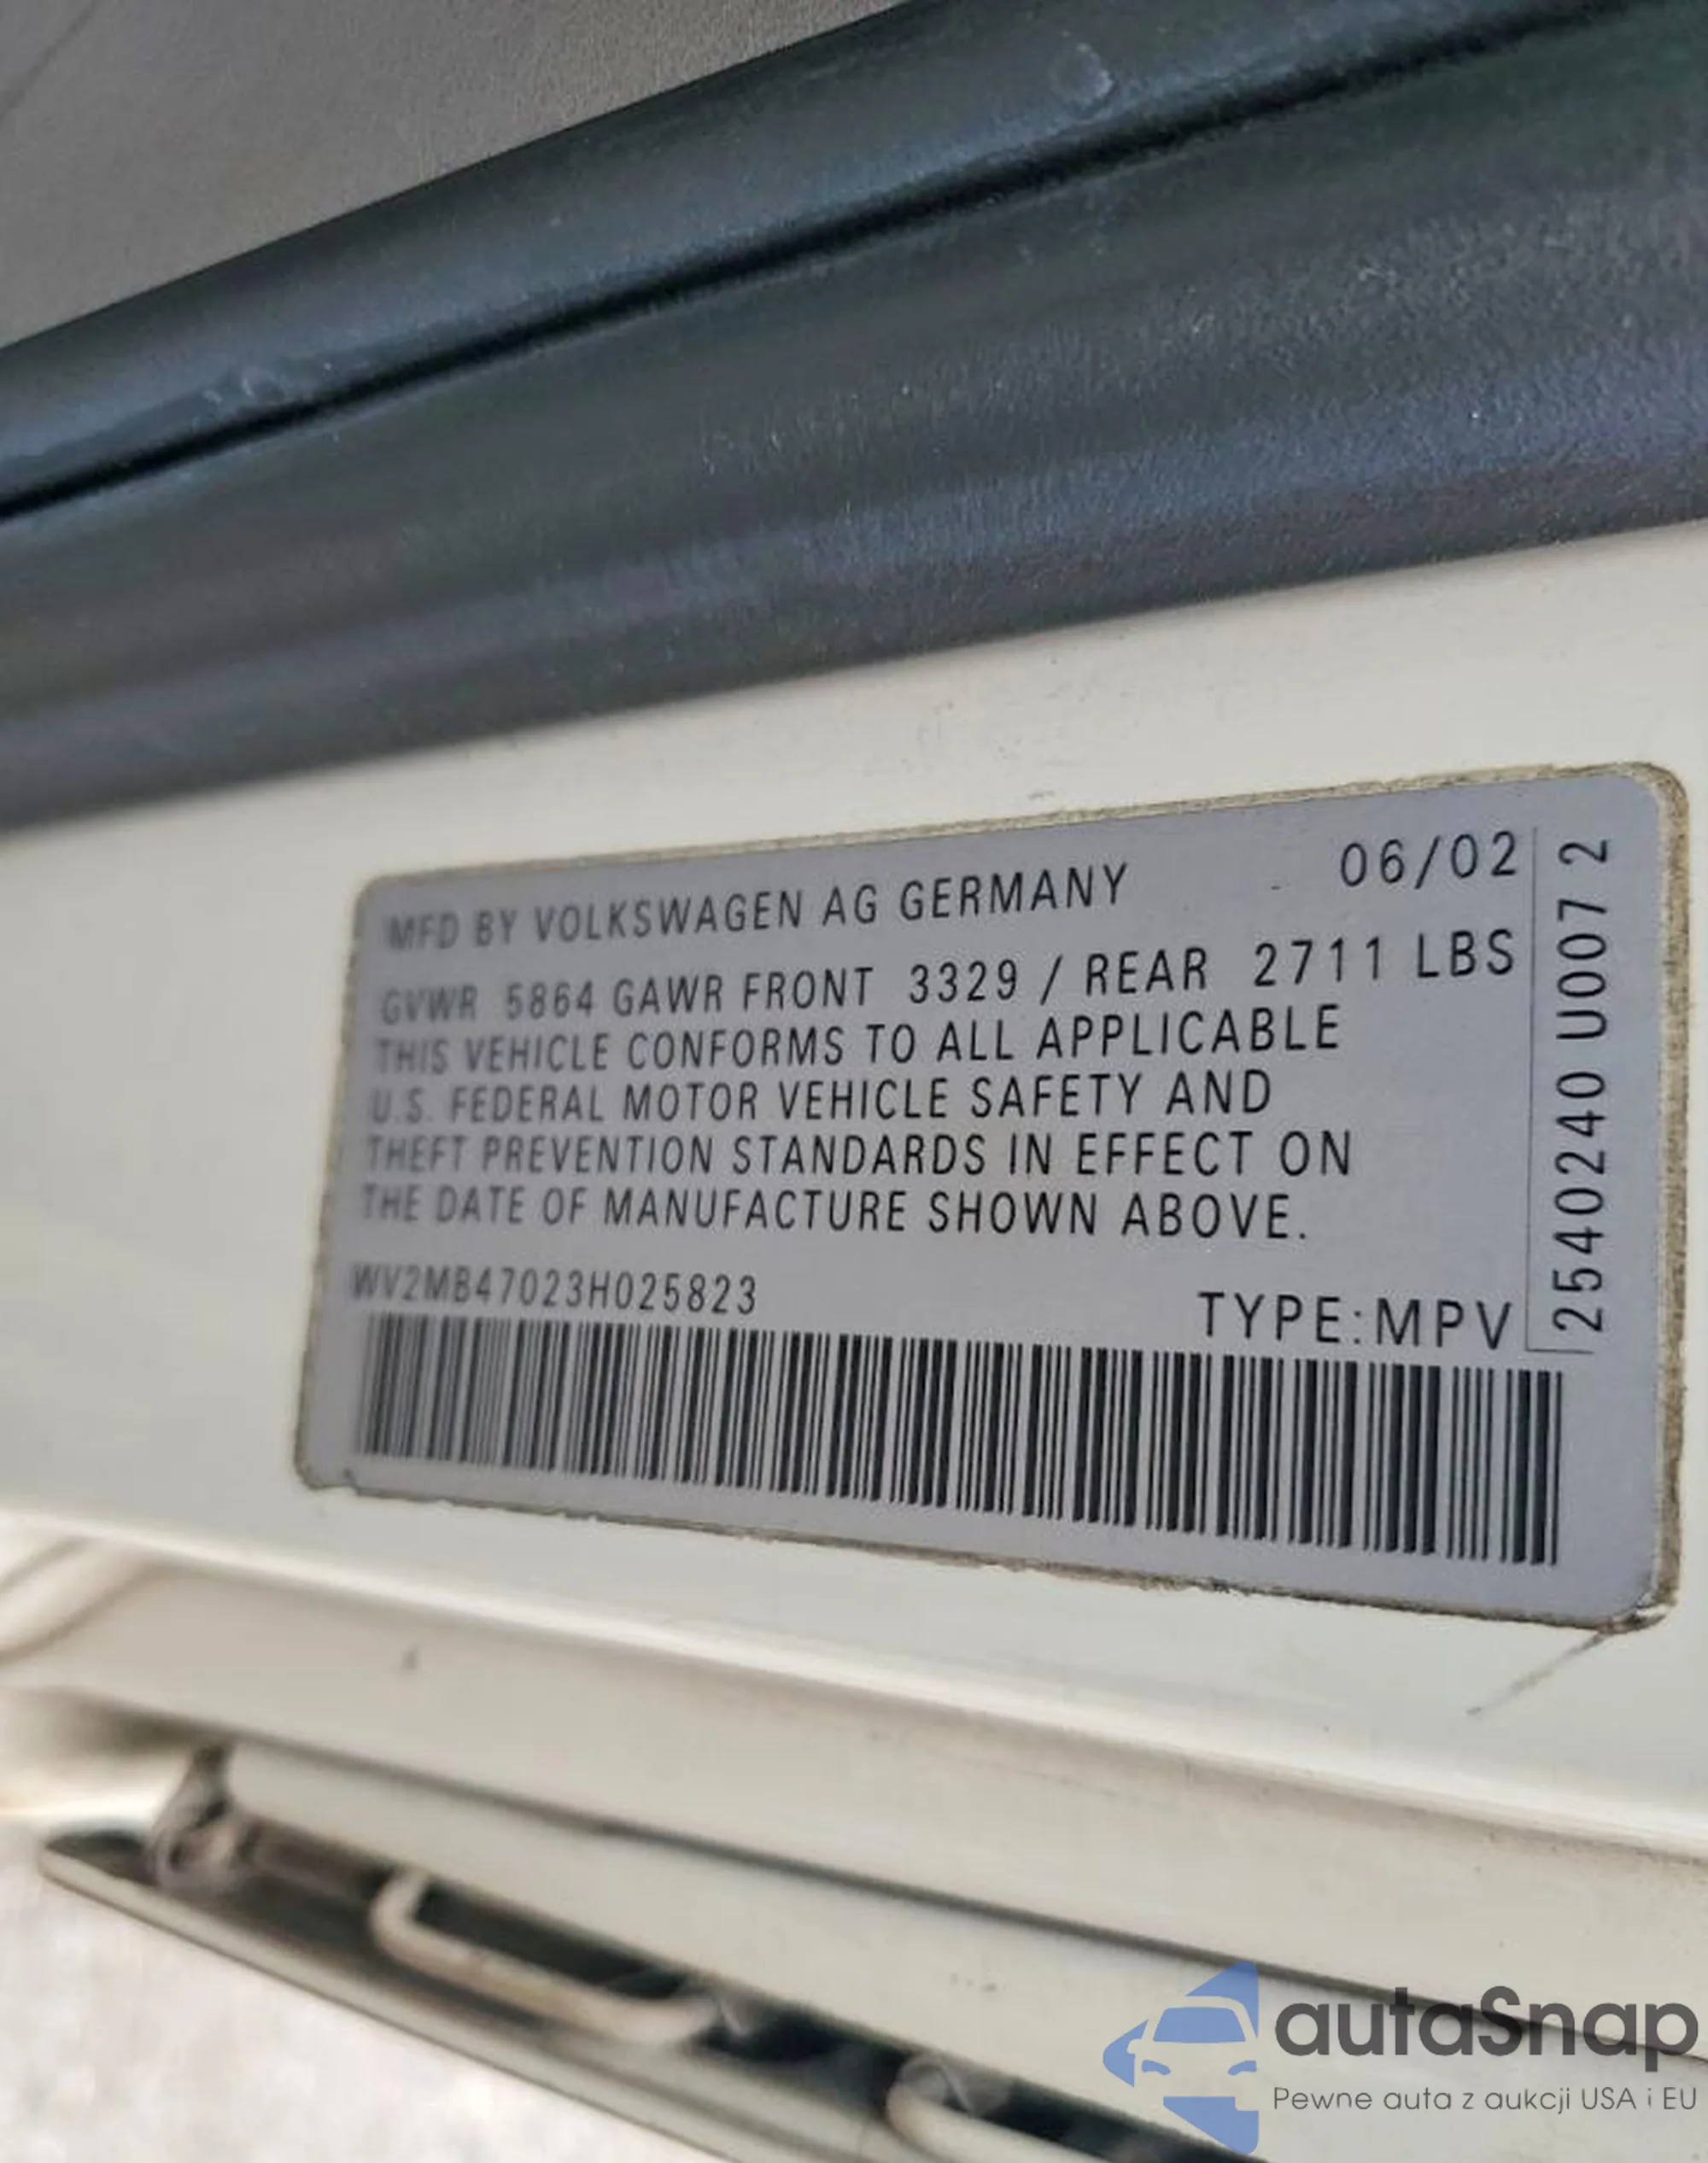 MFD BY VOLKSWAGEN AG GERMANY 06/02
GVWR 5864 GAWR FRONT 3329 / REAR 2711 LBS
THIS VEHICLE CONFORMS TO ALL APPLICABLE
U.S. FEDERAL MOTOR VEHICLE SAFETY AND
THEFT PREVENTION STANDARDS IN EFFECT ON
THE DATE OF MANUFACTURE SHOWN ABOVE.
WV2MB47023H025823 TYPE:MPV
2540240 U007 2
autaSnap
Pewne auta z aukcji USA i EU